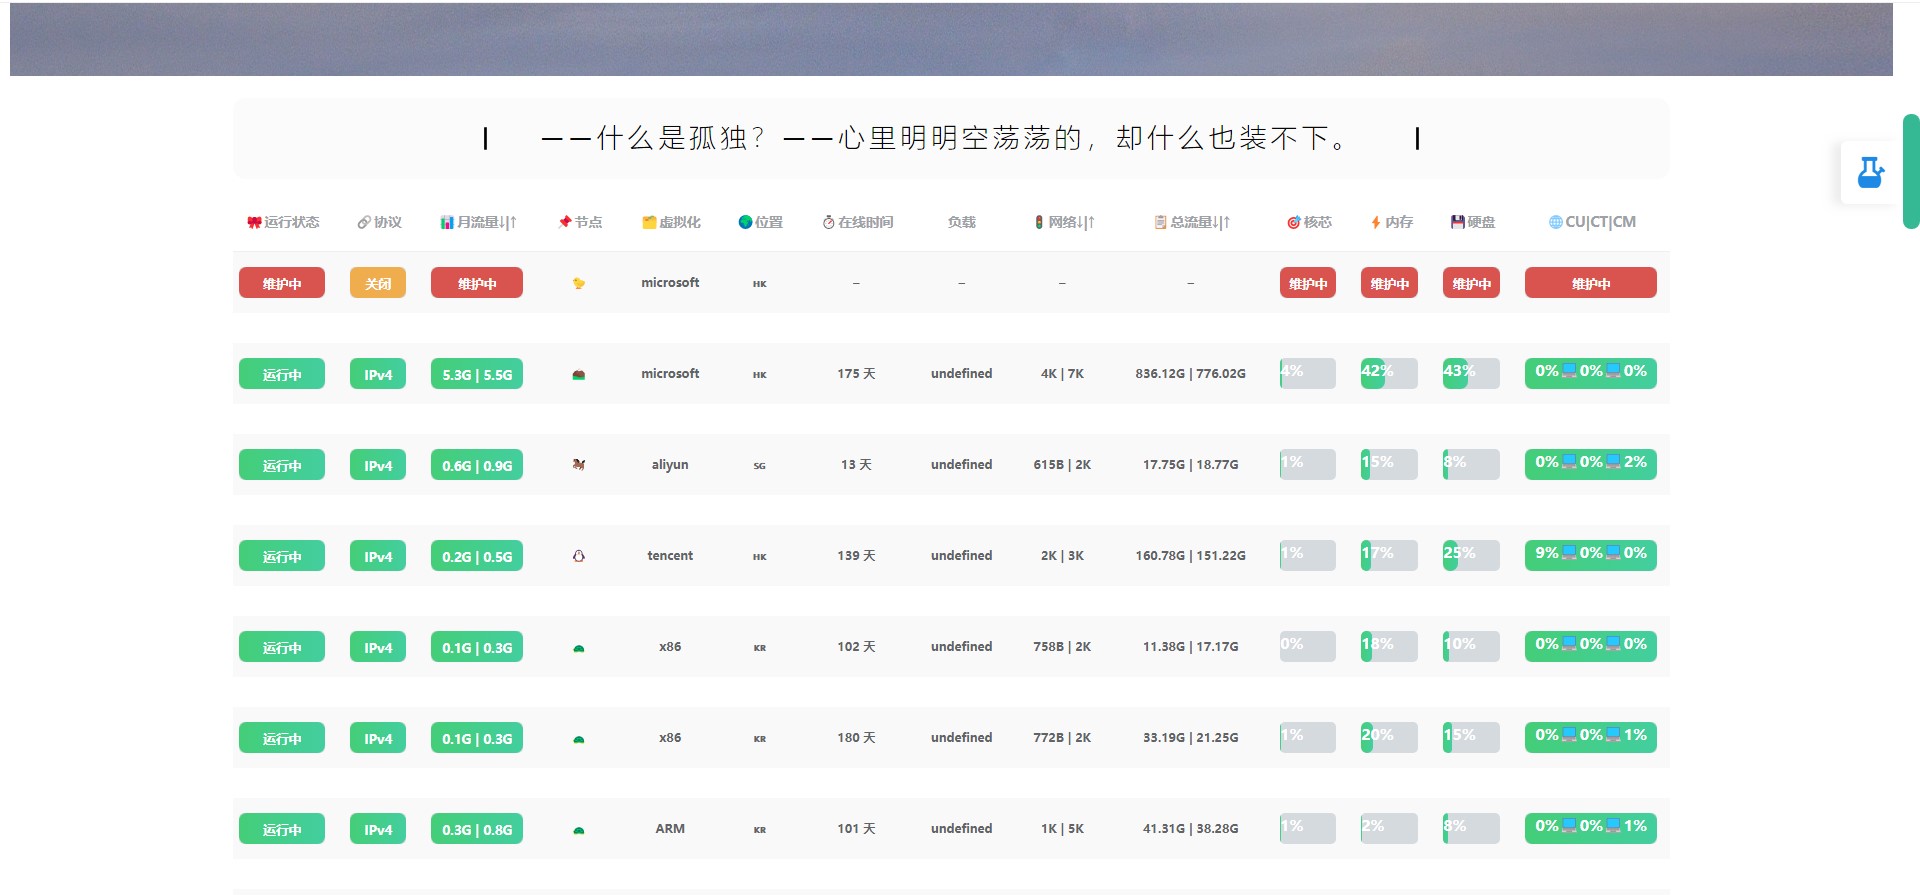 | ——什么是孤独？——心里明明空荡荡的，却什么也装不下。 |
运行状态 协议 月流量↓|↑ 节点 虚拟化 位置 在线时间 负载 网络↓|↑ 总流量↓|↑ 核芯 内存 硬盘 CU|CT|CM
维护中 关闭 维护中 microsoft HK – – – – 维护中 维护中 维护中 维护中
运行中 IPv4 5.3G | 5.5G microsoft HK 175 天 undefined 4K | 7K 836.12G | 776.02G 4% 42% 43% 0% 0% 0%
运行中 IPv4 0.6G | 0.9G aliyun SG 13 天 undefined 615B | 2K 17.75G | 18.77G 1% 15% 8% 0% 0% 2%
运行中 IPv4 0.2G | 0.5G tencent HK 139 天 undefined 2K | 3K 160.78G | 151.22G 1% 17% 25% 9% 0% 0%
运行中 IPv4 0.1G | 0.3G x86 KR 102 天 undefined 758B | 2K 11.38G | 17.17G 0% 18% 10% 0% 0% 0%
运行中 IPv4 0.1G | 0.3G x86 KR 180 天 undefined 772B | 2K 33.19G | 21.25G 1% 20% 15% 0% 0% 1%
运行中 IPv4 0.3G | 0.8G ARM KR 101 天 undefined 1K | 5K 41.31G | 38.28G 1% 2% 8% 0% 0% 1%